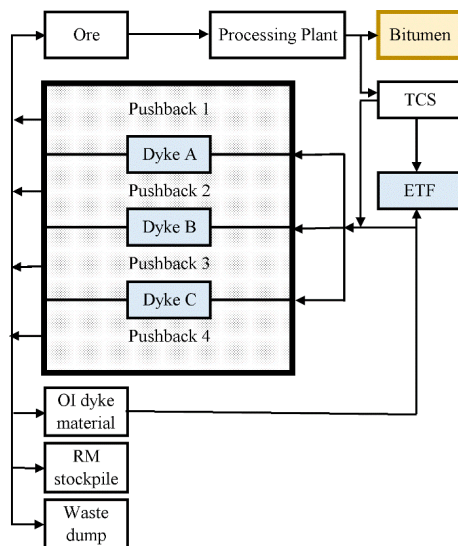 Ore
Processing Plant
Bitumen
Pushback 1
TCS
Dyke A
Pushback 2
ETF
Dyke B
Pushback 3
Dyke C
Pushback 4
OI dyke
material
RM
stockpile
Waste
dump